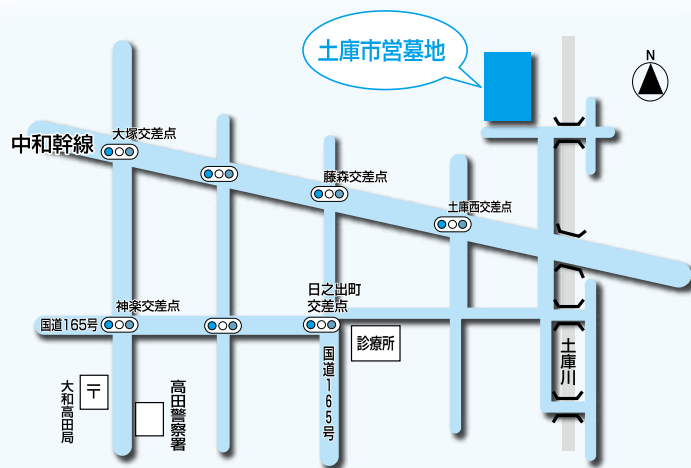 土庫市営墓地
N
大塚交差点
中和幹線
藤森交差点
土庫西交差点
日之出町
交差点
神楽交差点
国道165号
診療所
国道165号
土庫川
〒
大和高田局
高田警察署